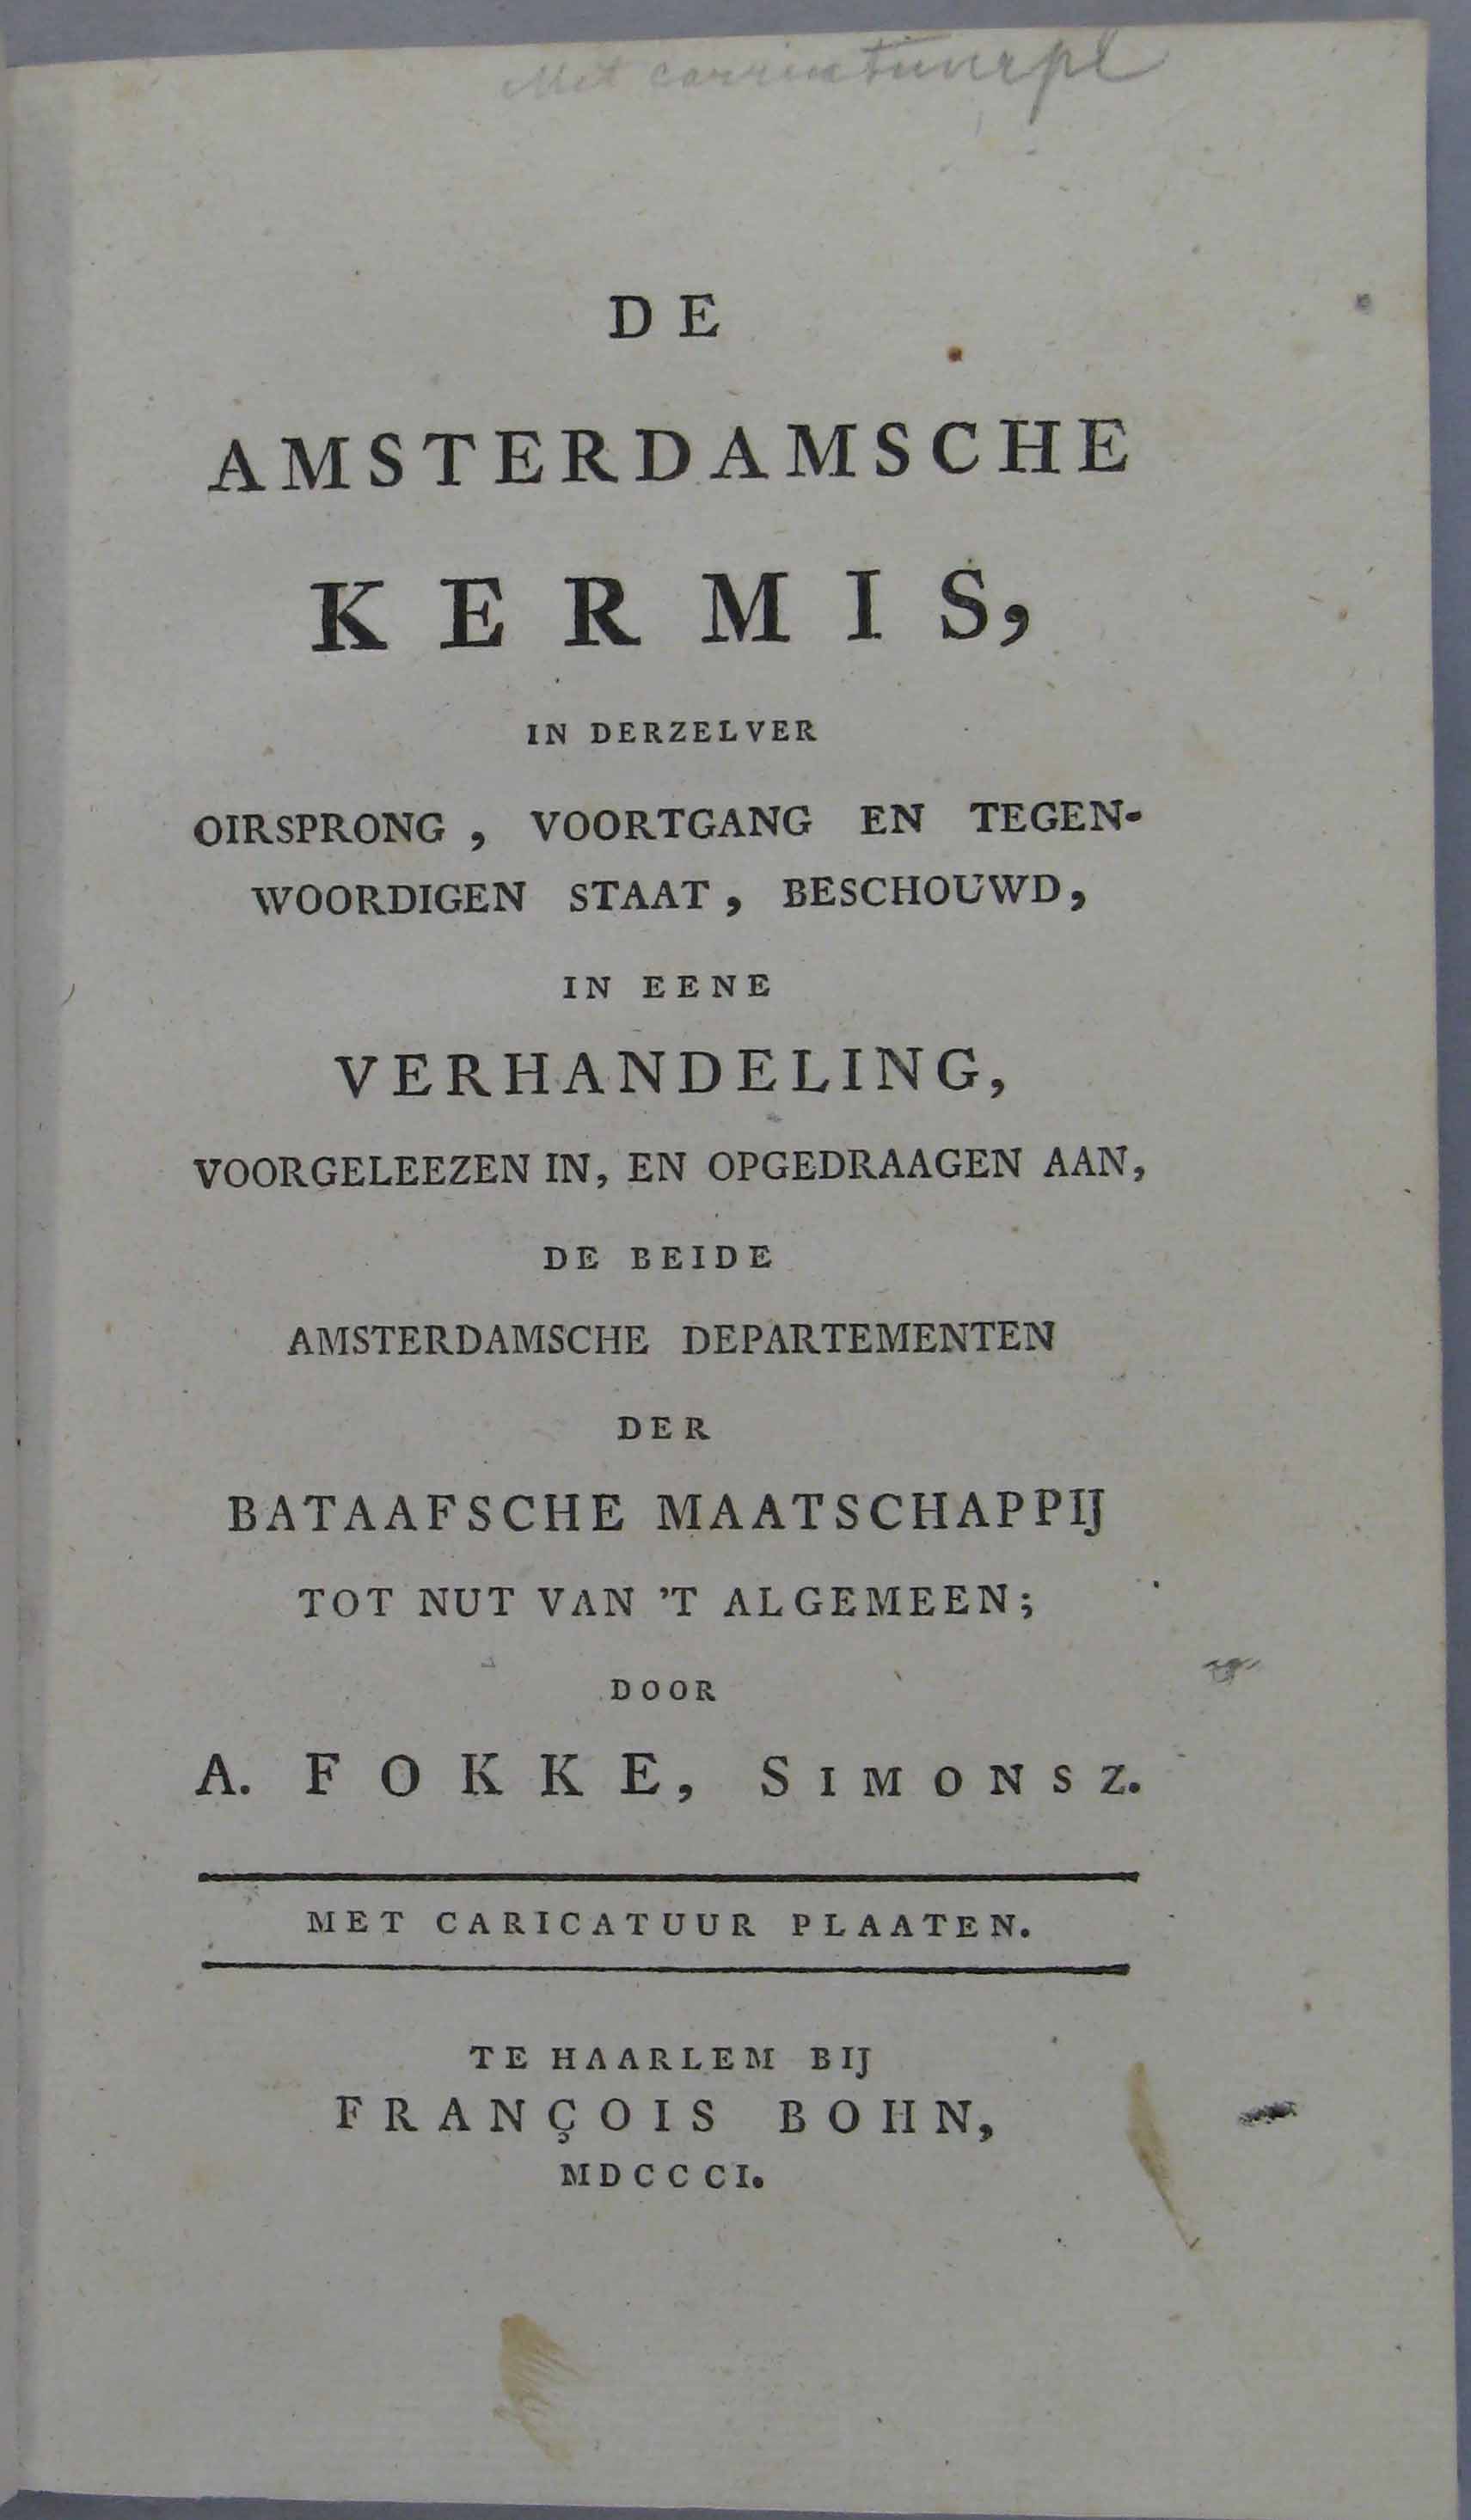 Met carricatuurpl
DE
AMSTERDAMSCHE
KERMIS,
IN DERZELVER
OIRSPRONG, VOORTGANG EN TEGEN-
WOORDIGEN STAAT, BESCHOUWD,
IN EENE
VERHANDELING,
VOORGELEEZEN IN, EN OPGEDRAAGEN AAN,
DE BEIDE
AMSTERDAMSCHE DEPARTEMENTEN
DER
BATAAFSCHE MAATSCHAPPIJ
TOT NUT VAN 'T ALGEMEEN;
DOOR
A. FOKKE, SIMONSZ.
MET CARICATUUR PLAATEN.
TE HAARLEM BIJ
FRANÇOIS BOHN,
MDCCCI.